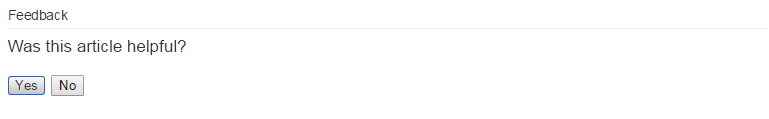 Feedback
Was this article helpful?
Yes No